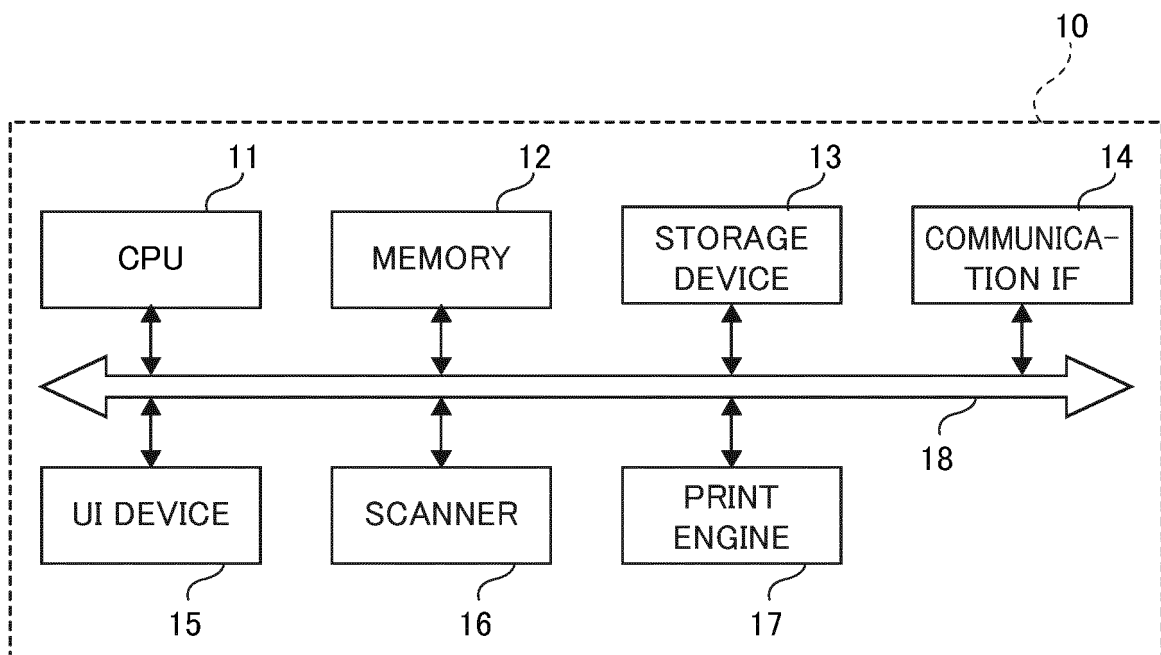 10
11
12
13
14
CPU
MEMORY
STORAGE
DEVICE
COMMUNICA-
TION IF
18
UI DEVICE
SCANNER
PRINT
ENGINE
15
16
17